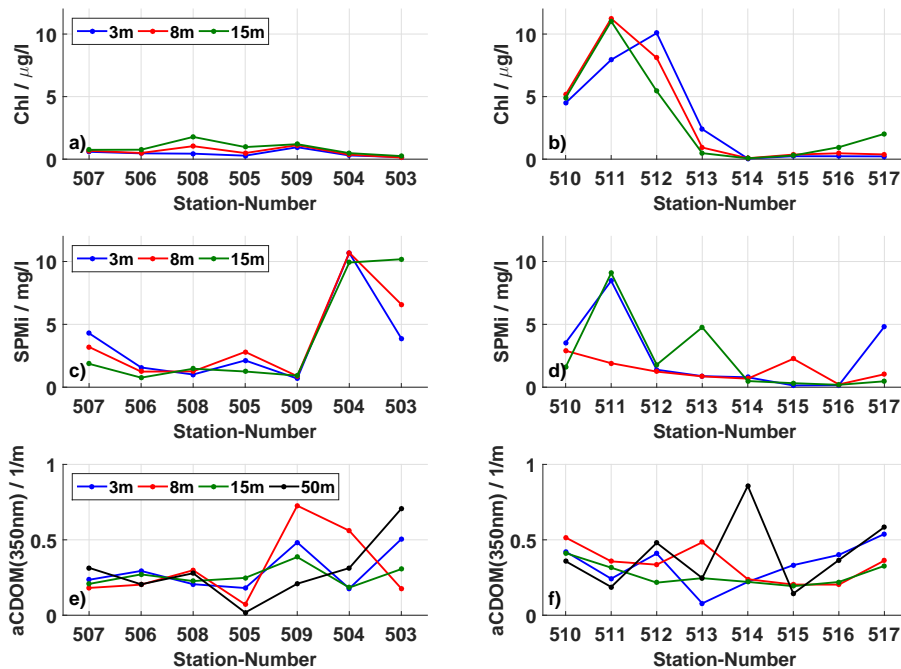 Chl / μg/l
10
5
0
3m 8m 15m
a)
507 506 508 505 509 504 503
Station-Number
Chl / μg/l
10
5
0
b)
510 511 512 513 514 515 516 517
Station-Number
SPMi / mg/l
10
5
0
3m 8m 15m
c)
507 506 508 505 509 504 503
Station-Number
SPMi / mg/l
10
5
0
d)
510 511 512 513 514 515 516 517
Station-Number
aCDOM(350nm) / 1/m
1
0.5
0
3m 8m 15m 50m
e)
507 506 508 505 509 504 503
Station-Number
aCDOM(350nm) / 1/m
1
0.5
0
f)
510 511 512 513 514 515 516 517
Station-Number